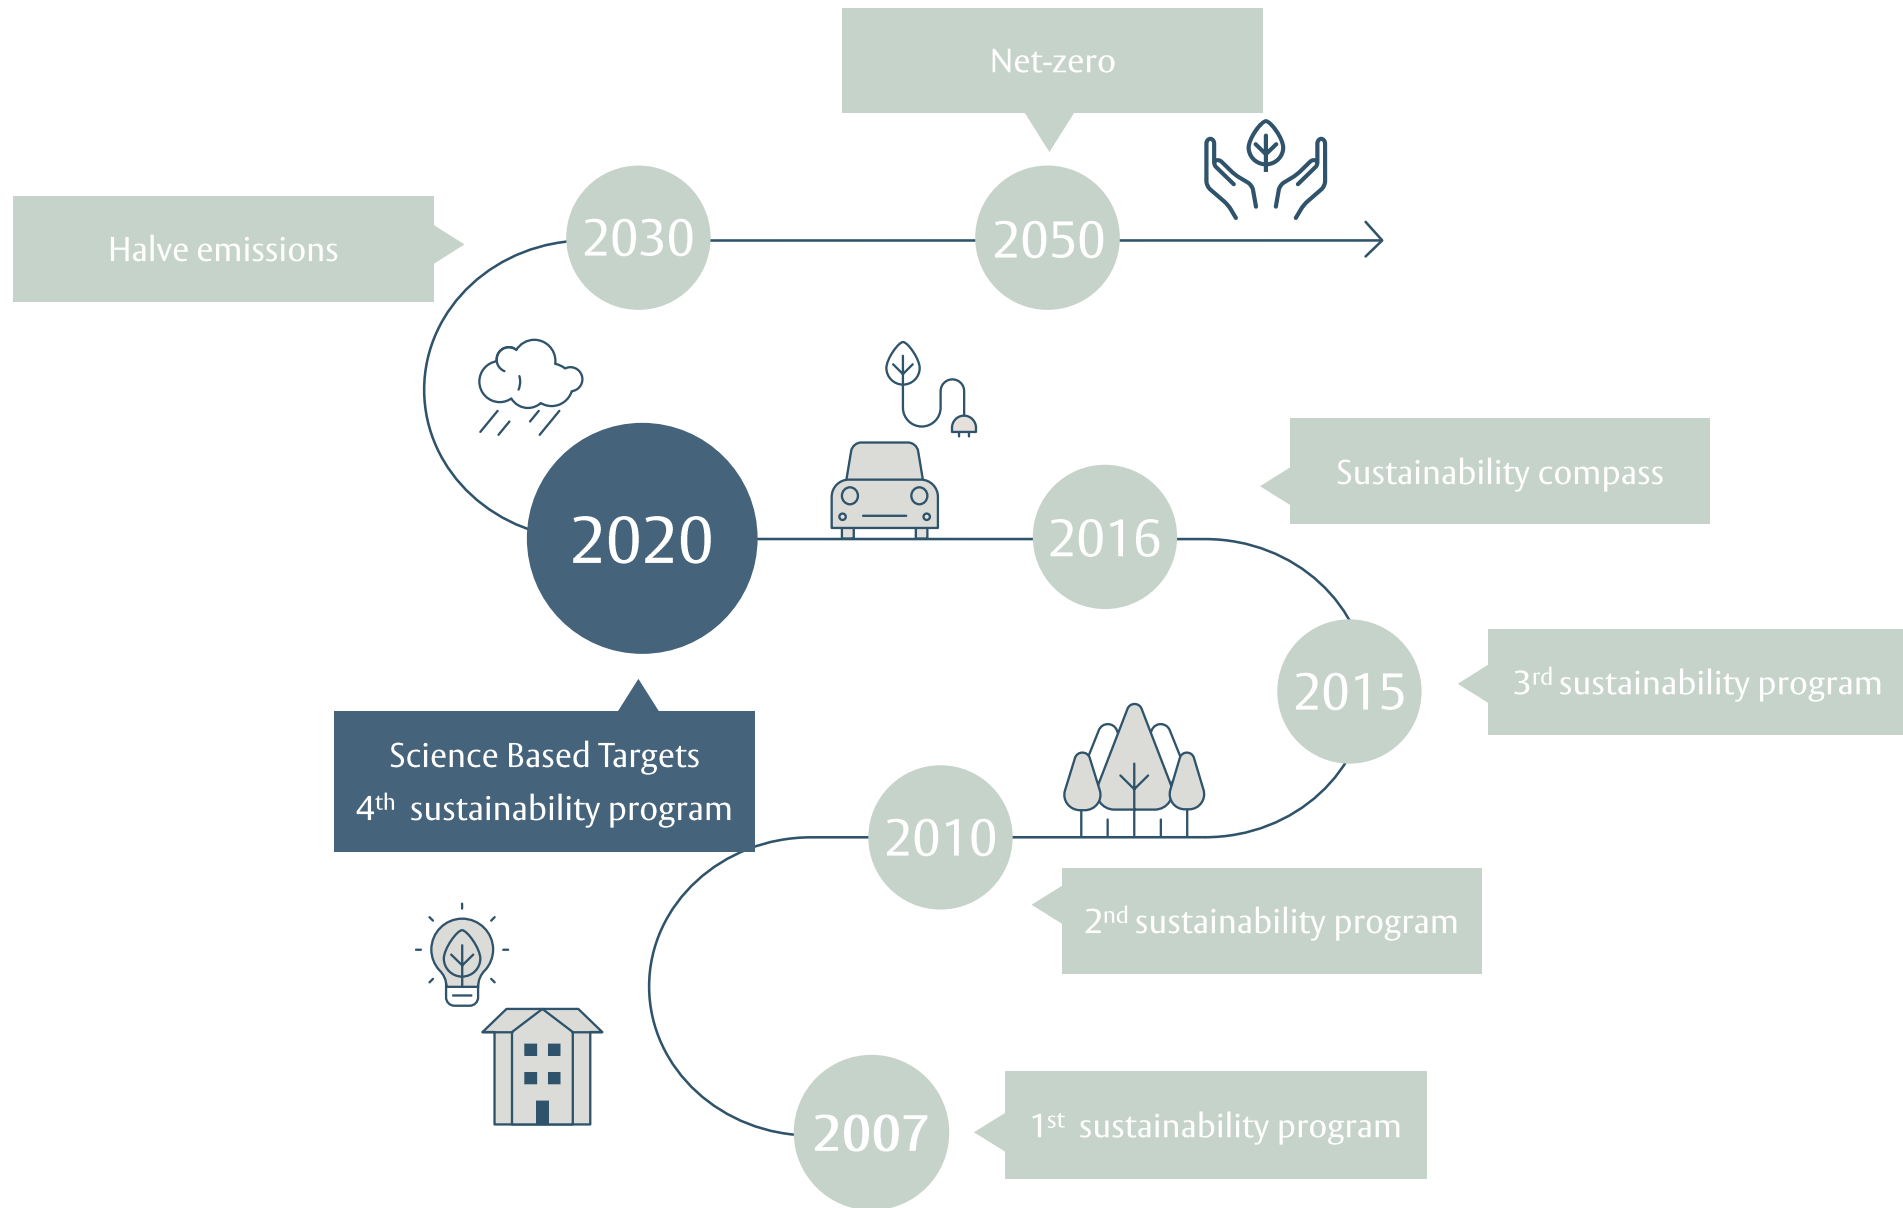 Net-zero
2030
2050
Halve emissions
Sustainability compass
2020
2016
3rd sustainability program
2015
Science Based Targets
4th sustainability program
2010
2nd sustainability program
2007
1st sustainability program